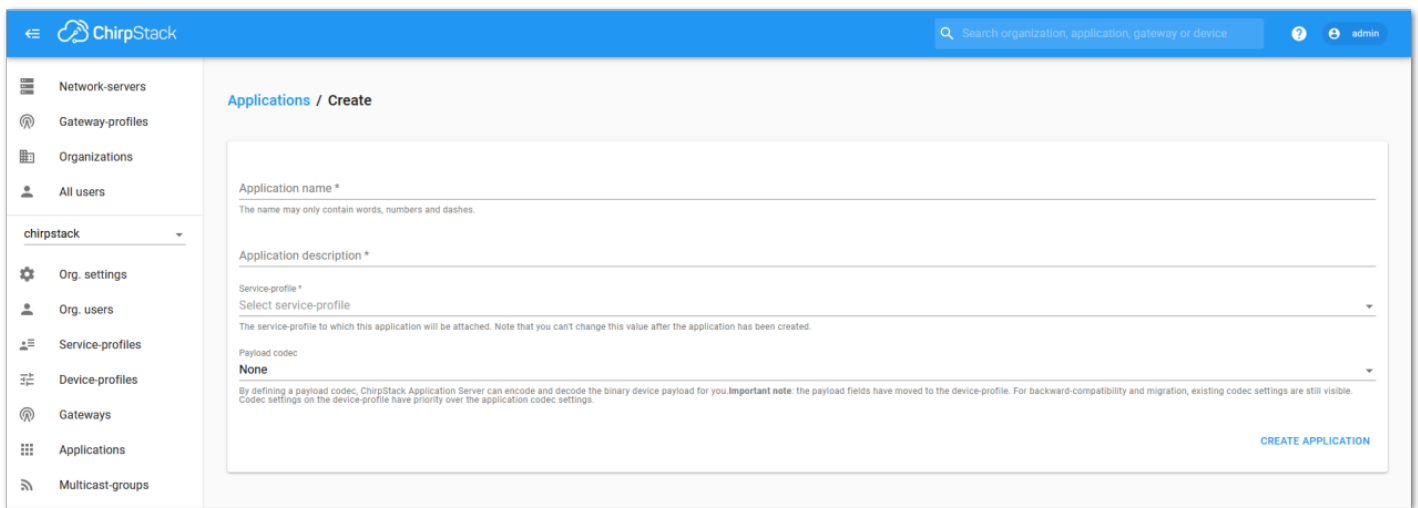 ChirpStack
Search organization, application, gateway or device
? admin
Network-servers
Gateway-profiles
Organizations
All users
chirpstack
Org. settings
Org. users
Service-profiles
Device-profiles
Gateways
Applications
Multicast-groups
Applications / Create
Application name *
The name may only contain words, numbers and dashes.
Application description *
Service-profile *
Select service-profile
The service-profile to which this application will be attached. Note that you can't change this value after the application has been created.
Payload codec
None
By defining a payload codec, ChirpStack Application Server can encode and decode the binary device payload for you.Important note: the payload fields have moved to the device-profile. For backward-compatibility and migration, existing codec settings are still visible.
Codec settings on the device-profile have priority over the application codec settings.
CREATE APPLICATION